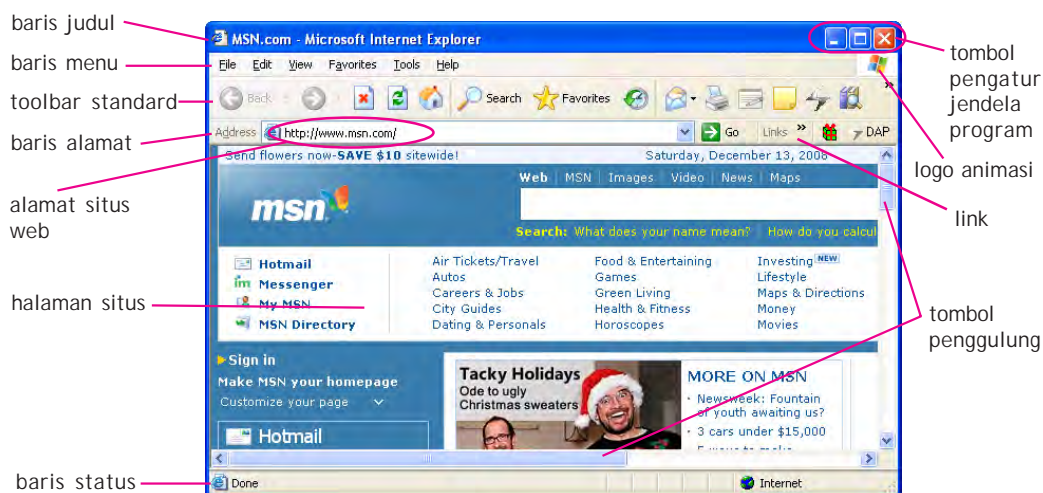 baris judul
baris menu
toolbar standard
baris alamat
alamat situs
web
halaman situs
baris status
MSN.com - Microsoft Internet Explorer
File Edit View Favorites Tools Help
Back Search Favorites
Address http://www.msn.com/ Go Links » DAP
Send flowers now-SAVE $10 sitewide! Saturday, December 13, 2008
Web MSN Images Video News Maps
msn
Search: What does your name mean? How do you calcul
Hotmail
Messenger
My MSN
MSN Directory
Air Tickets/Travel
Autos
Careers & Jobs
City Guides
Dating & Personals
Food & Entertaining
Games
Green Living
Health & Fitness
Horoscopes
Investing NEW
Lifestyle
Maps & Directions
Money
Movies
Sign in
Make MSN your homepage
Customize your page
Hotmail
Tacky Holidays
Ode to ugly
Christmas sweaters
MORE ON MSN
· Newsweek: Fountain
of youth awaiting us?
· 3 cars under $15,000
Done Internet
tombol
pengatur
jendela
program
logo animasi
link
tombol
penggulung